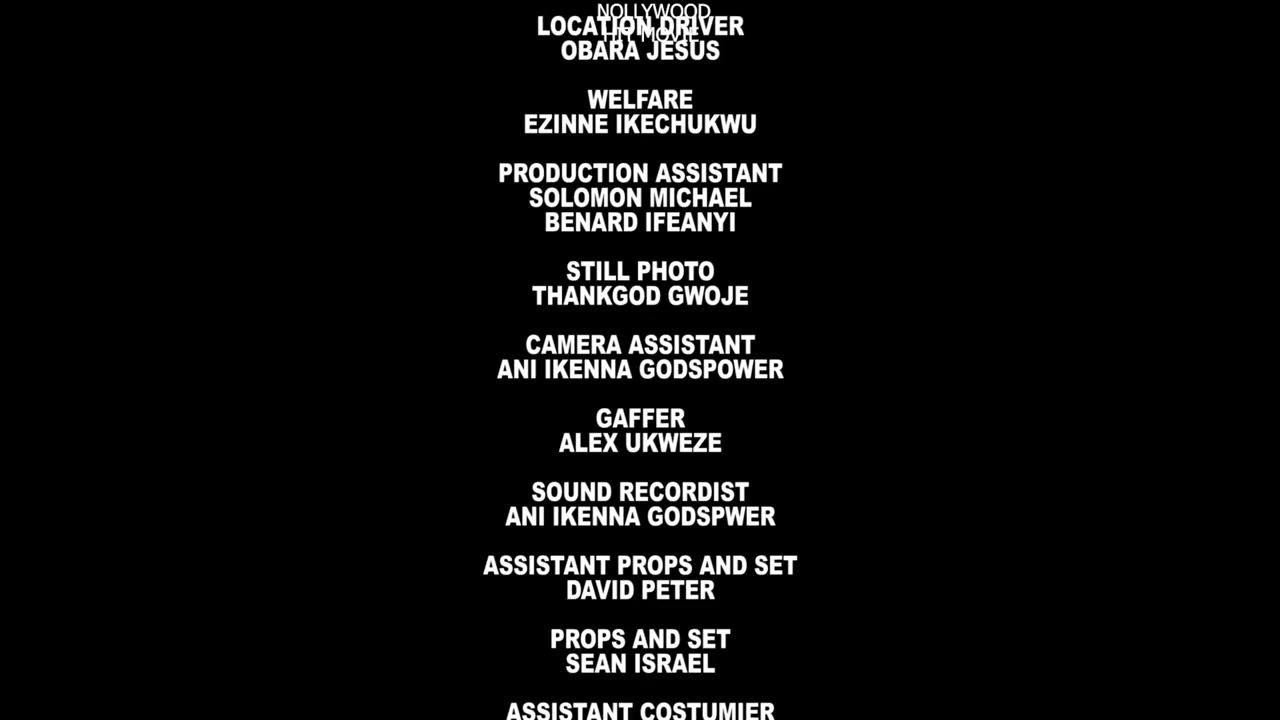 NOLLYWOOD
LOCATION DRIVER
HIT MOVIE
OBARA JESUS
WELFARE
EZINNE IKECHUKWU
PRODUCTION ASSISTANT
SOLOMON MICHAEL
BENARD IFEANYI
STILL PHOTO
THANKGOD GWOJE
CAMERA ASSISTANT
ANI IKENNA GODSPOWER
GAFFER
ALEX UKWEZE
SOUND RECORDIST
ANI IKENNA GODSPWER
ASSISTANT PROPS AND SET
DAVID PETER
PROPS AND SET
SEAN ISRAEL
ASSISTANT COSTUMIER